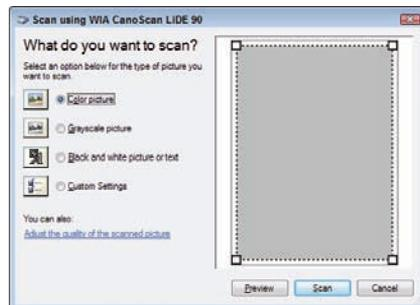 Scan using WIA CanoScan LiDE 90
What do you want to scan?
Select an option below for the type of picture you
want to scan.
Color picture
Grayscale picture
Black and white picture or text
Custom Settings
You can also:
Adjust the quality of the scanned picture
Preview
Scan
Cancel